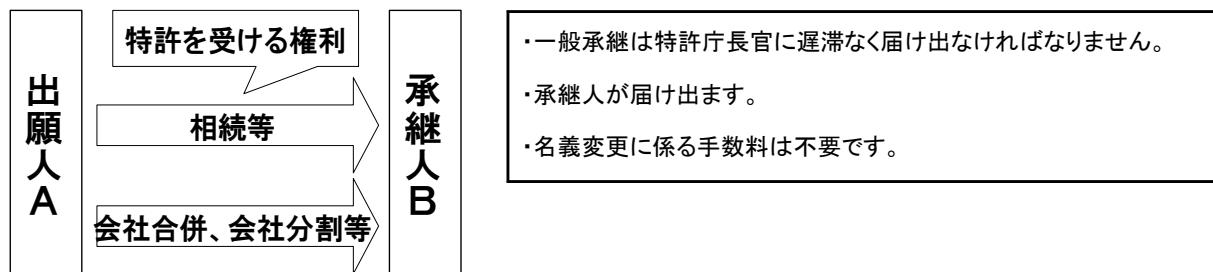 出願人A
特許を受ける権利
相続等
会社合併、会社分割等
承継人B
・一般承継は特許庁長官に遅滞なく届け出なければなりません。
・承継人が届け出ます。
・名義変更に係る手数料は不要です。